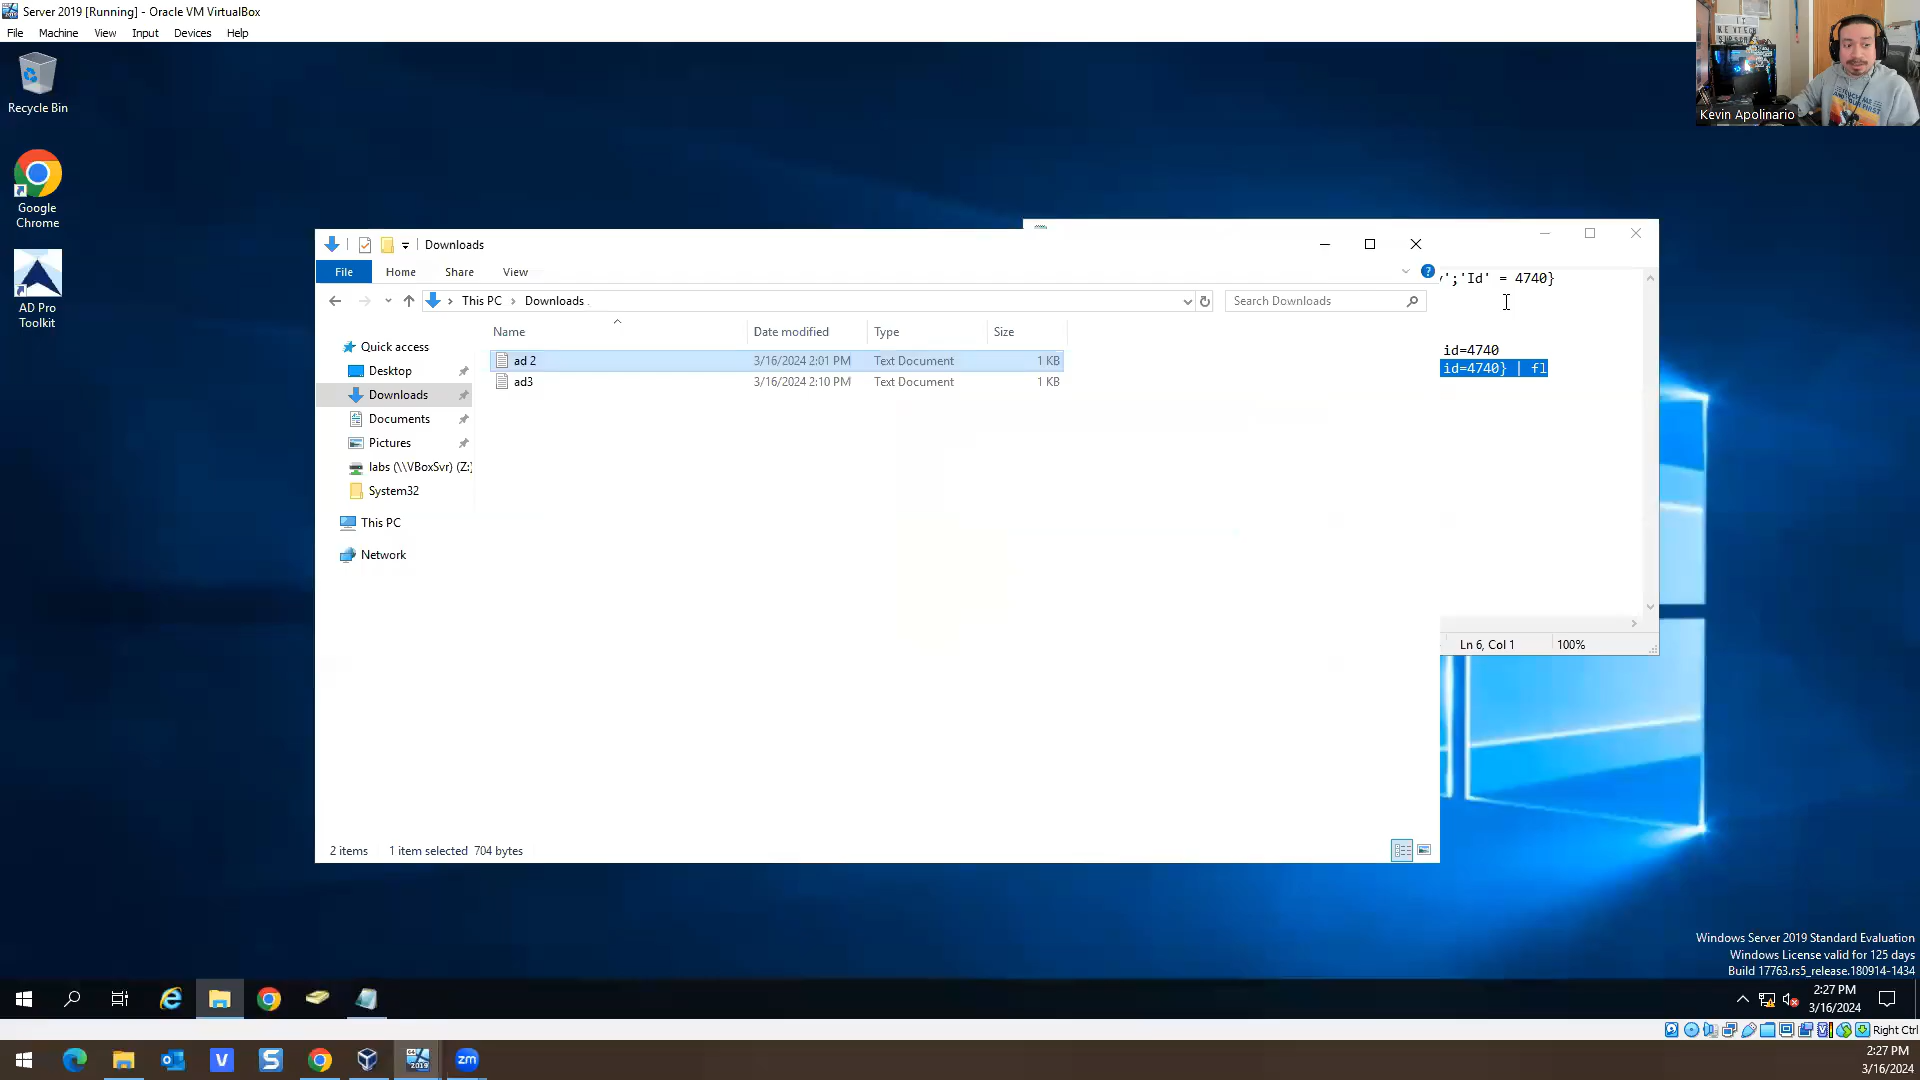 Server 2019 [Running] - Oracle VM VirtualBox
File Machine View Input Devices Help
Recycle Bin
Google
Chrome
AD Pro
Toolkit
KEVTECH
Kevin Apolinario
Downloads
File Home Share View
This PC > Downloads
Search Downloads
Name Date modified Type Size
ad 2 3/16/2024 2:01 PM Text Document 1 KB
ad3 3/16/2024 2:10 PM Text Document 1 KB
Quick access
Desktop
Downloads
Documents
Pictures
labs (\\VBoxSvr) (Z:)
System32
This PC
Network
2 items 1 item selected 704 bytes
';'Id' = 4740}
id=4740
id=4740} | fl
Ln 6, Col 1 100%
Windows Server 2019 Standard Evaluation
Windows License valid for 125 days
Build 17763.rs5_release.180914-1434
2:27 PM
3/16/2024
Right Ctrl
2:27 PM
3/16/2024